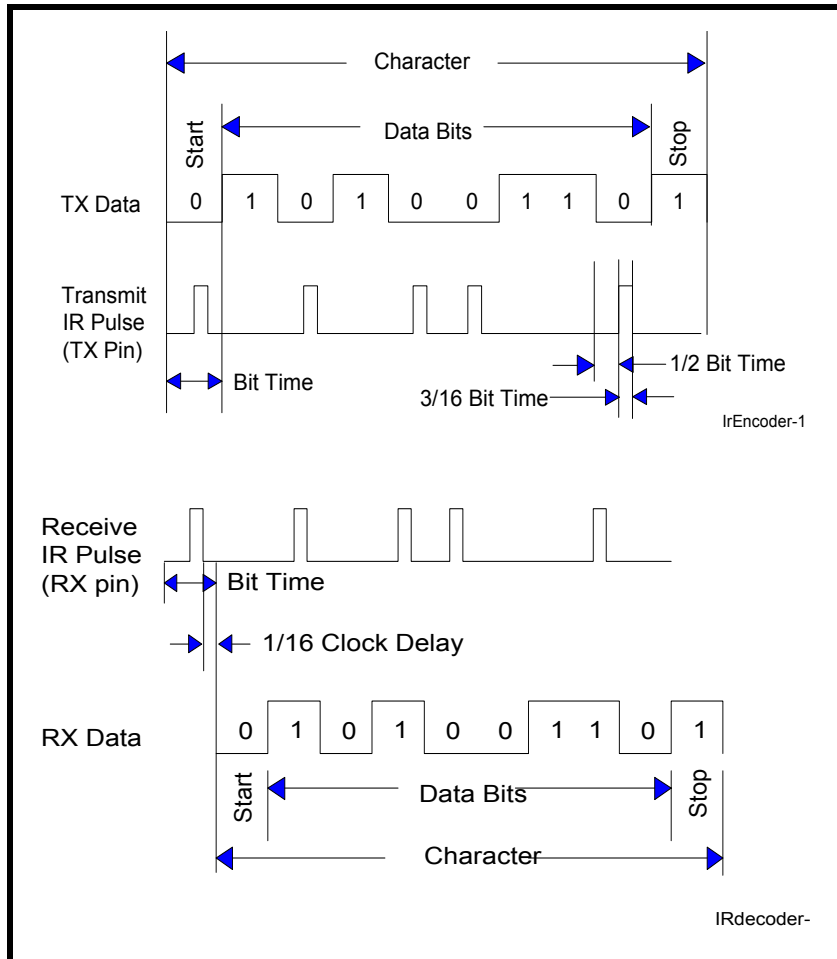 Character
Start
Data Bits
Stop
TX Data
0 1 0 1 0 0 1 1 0 1
Transmit
IR Pulse
(TX Pin)
Bit Time
1/2 Bit Time
3/16 Bit Time
IrEncoder-1
Receive
IR Pulse
(RX pin)
Bit Time
1/16 Clock Delay
RX Data
0 1 0 1 0 0 1 1 0 1
Start
Data Bits
Stop
Character
IRdecoder-